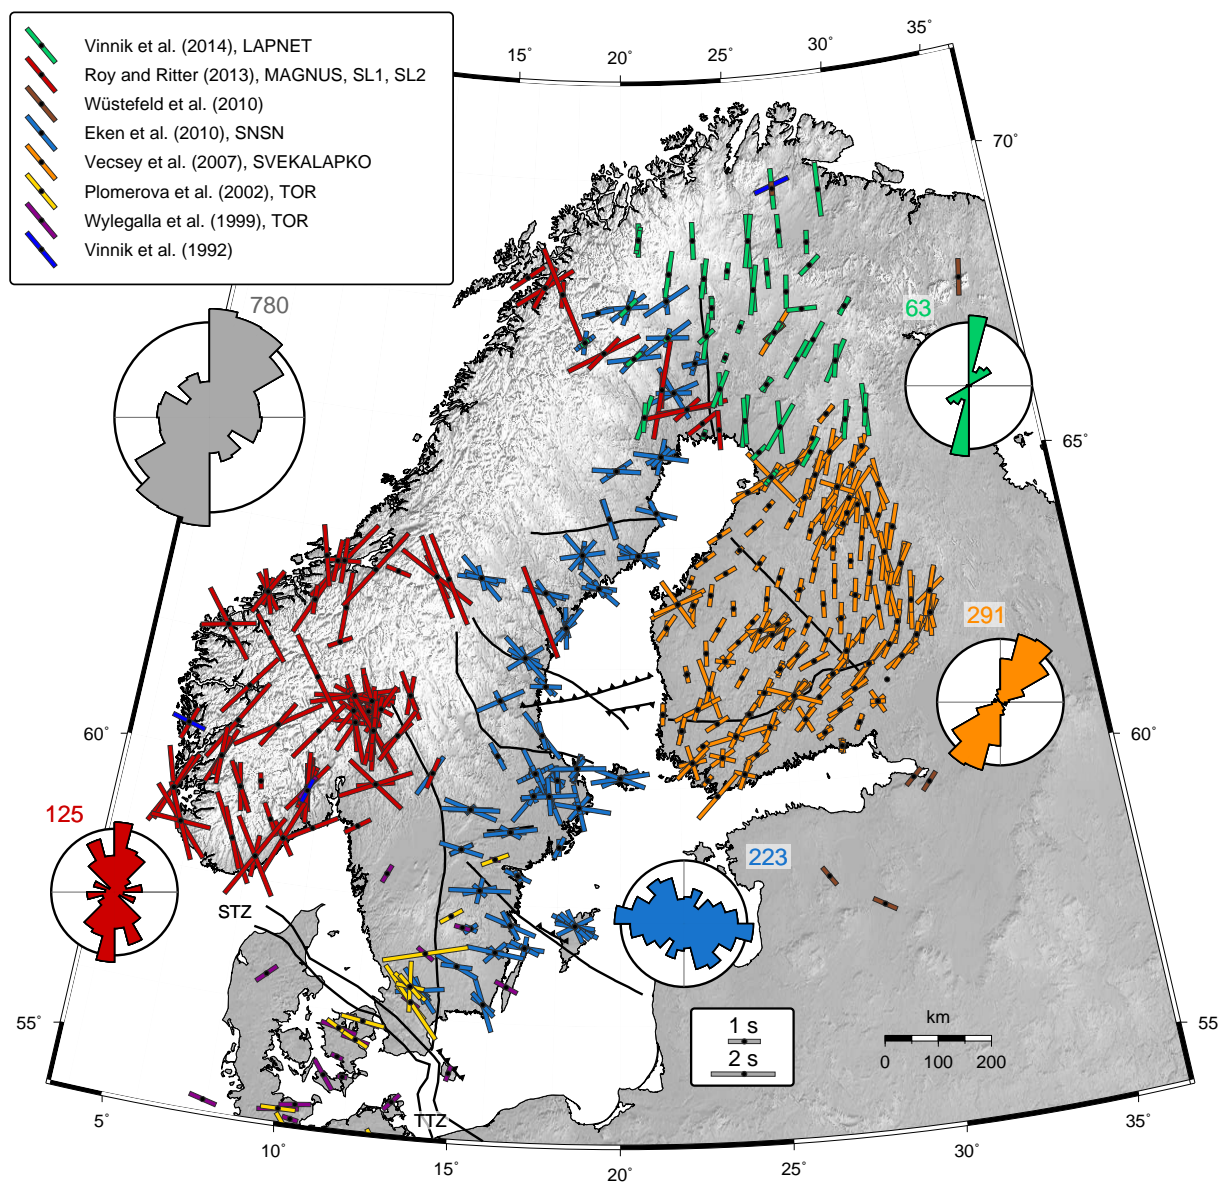 Vinnik et al. (2014), LAPNET
Roy and Ritter (2013), MAGNUS, SL1, SL2
Wüstefeld et al. (2010)
Eken et al. (2010), SNSN
Vecsey et al. (2007), SVEKALAPKO
Plomerova et al. (2002), TOR
Wylegalla et al. (1999), TOR
Vinnik et al. (1992)
15°
20°
25°
30°
35°
70°
780
63
65°
291
60°
60°
125
223
STZ
55°
55°
1 s
2 s
km
0 100 200
TTZ
5°
10°
15°
20°
25°
30°
35°